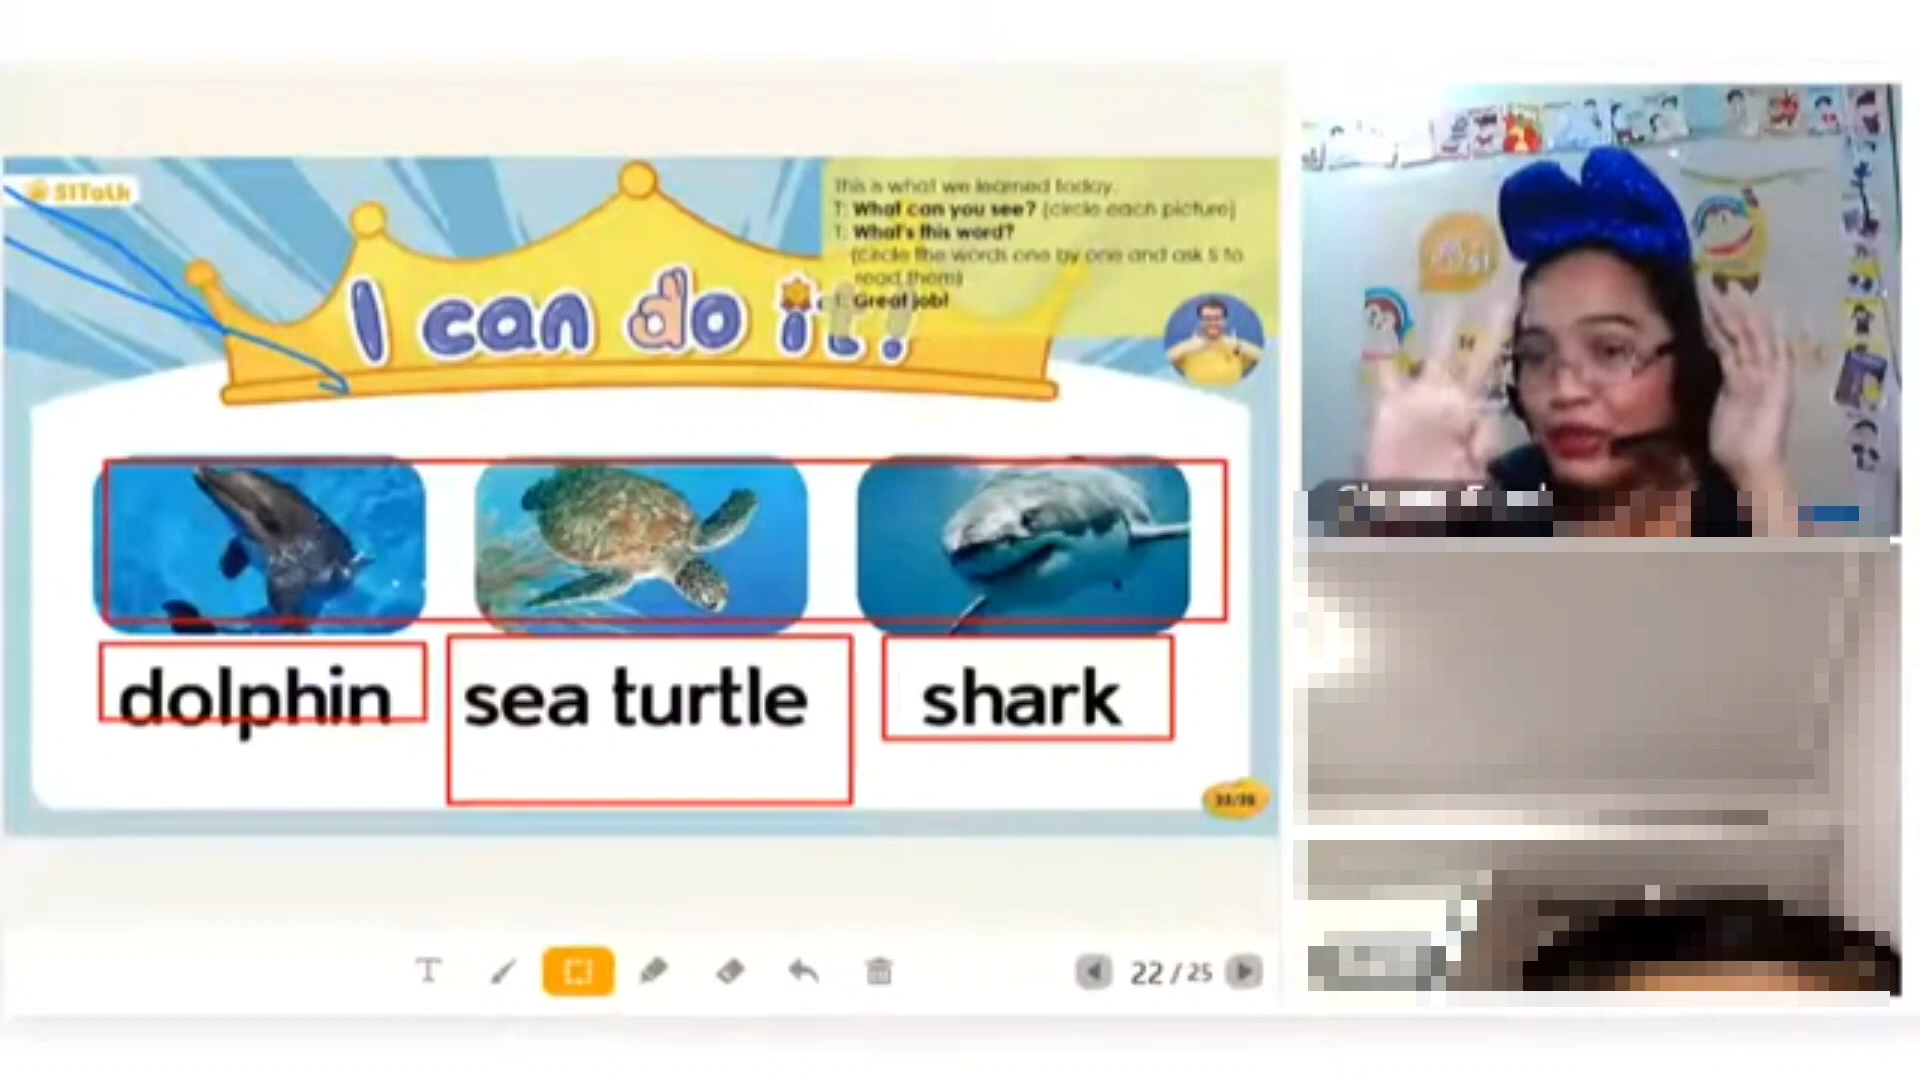 51Talk
This is what we learned today.
T: What can you see? (circle each picture)
T: What's this word?
(circle the words one by one and ask S to
read them)
T: Great job!
I can do it!
dolphin
sea turtle
shark
22/25
T
22 / 25